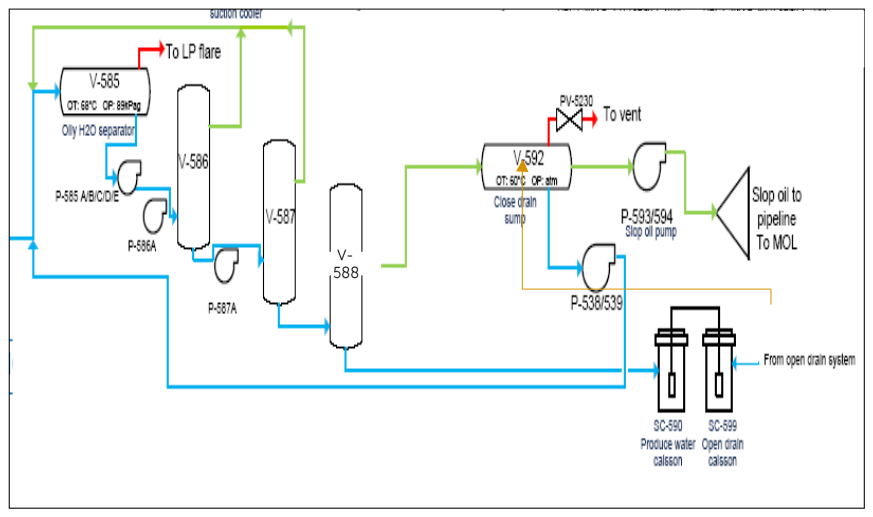 suction cooler
To LP flare
V-585
OT: 68°C OP: 89kPag
Oily H2O separator
P-585 A/B/C/D/E
V-586
P-586A
V-587
P-587A
V-
588
PV-5230
To vent
V-592
OT: 50°C OP: atm
Close drain
sump
P-593/594
Slop oil pump
Slop oil to
pipeline
To MOL
P-538/539
From open drain system
SC-590
Produce water
caisson
SC-599
Open drain
caisson